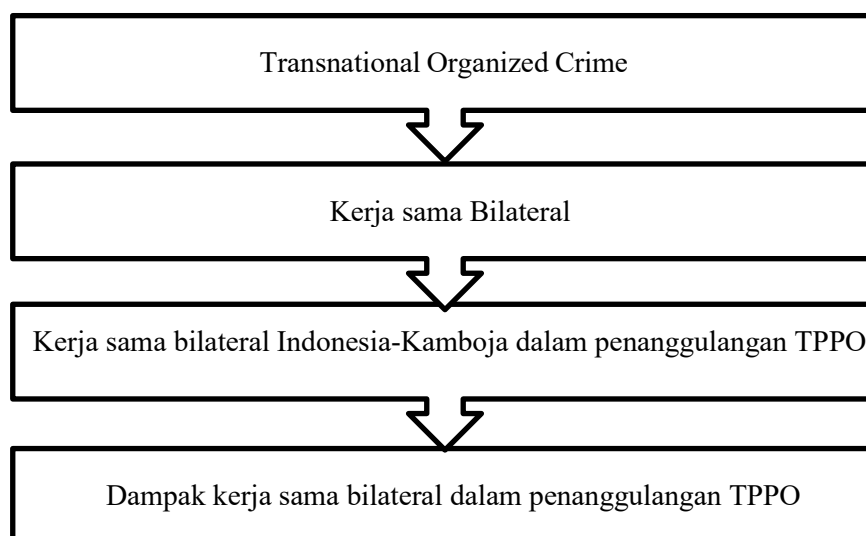 Transnational Organized Crime
Kerja sama Bilateral
Kerja sama bilateral Indonesia-Kamboja dalam penanggulangan TPPO
Dampak kerja sama bilateral dalam penanggulangan TPPO